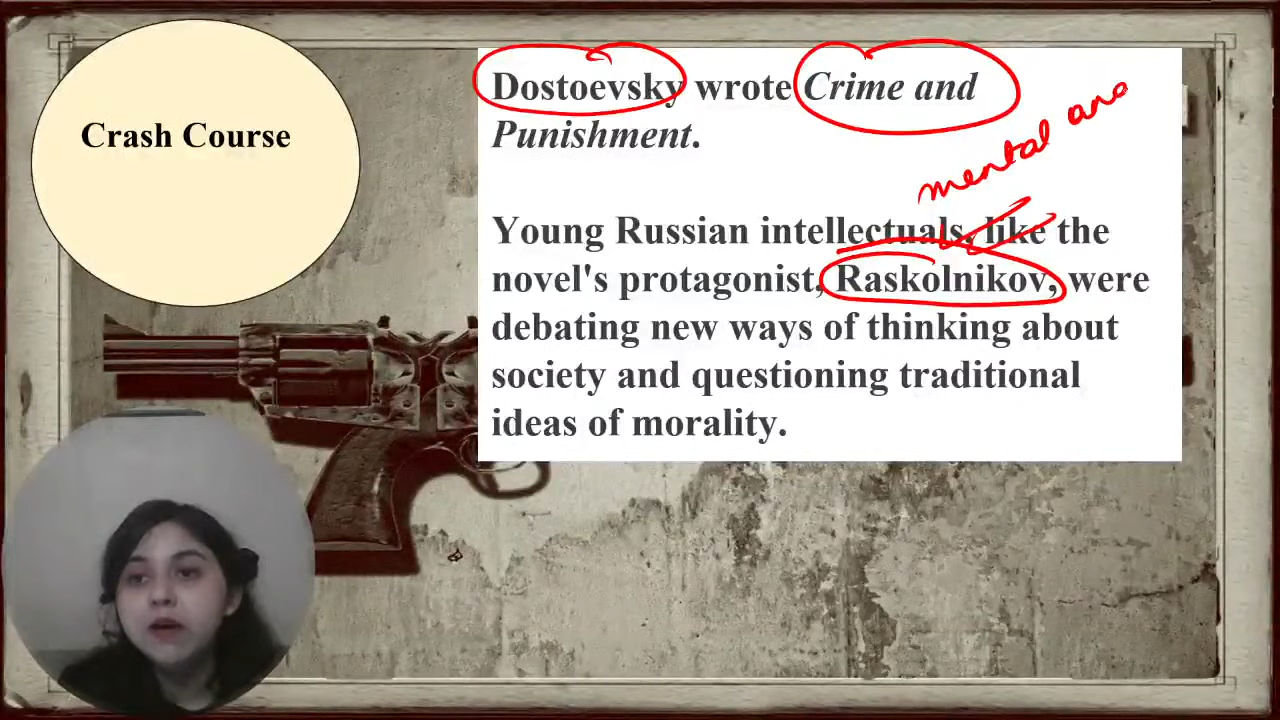 Crash Course
Dostoevsky wrote Crime and
Punishment.
mental and
Young Russian intellectuals, like the
novel's protagonist, Raskolnikov, were
debating new ways of thinking about
society and questioning traditional
ideas of morality.